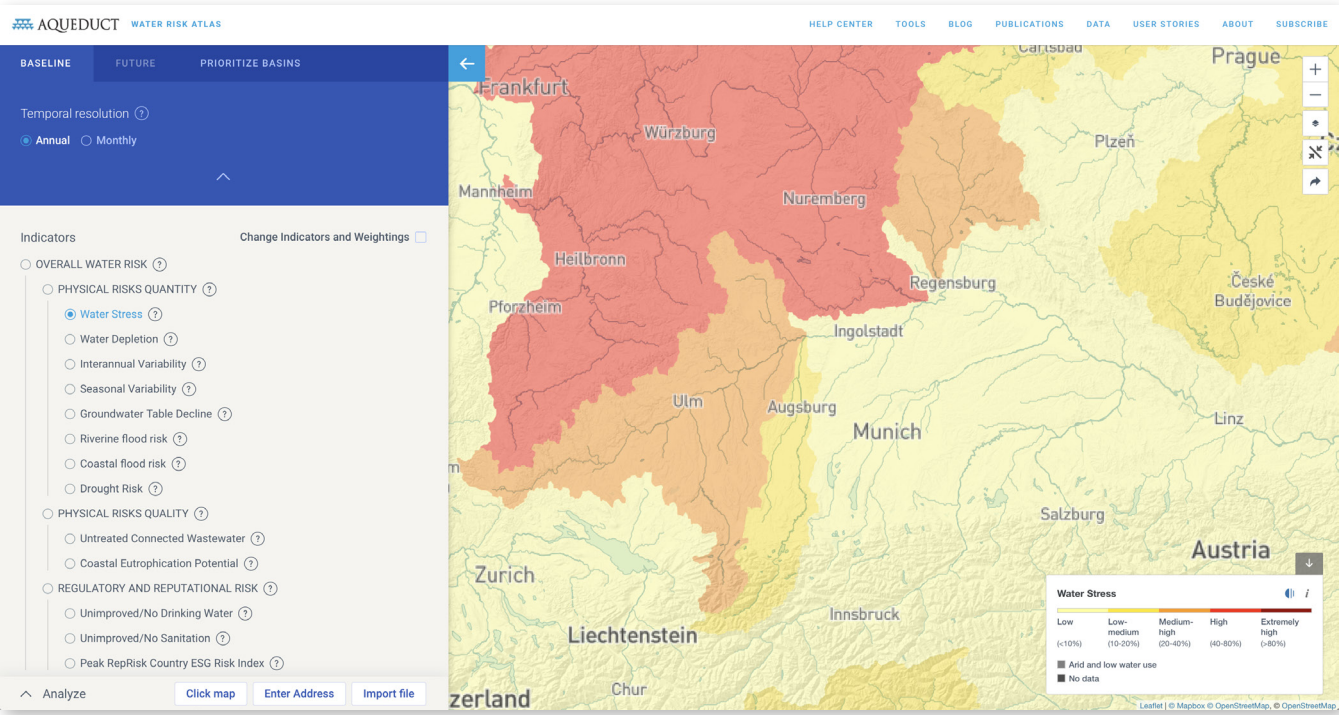 AQUEDUCT WATER RISK ATLAS
HELP CENTER TOOLS BLOG PUBLICATIONS DATA USER STORIES ABOUT SUBSCRIBE
BASELINE FUTURE PRIORITIZE BASINS
Temporal resolution ?
Annual Monthly
Indicators Change Indicators and Weightings
OVERALL WATER RISK ?
PHYSICAL RISKS QUANTITY ?
Water Stress ?
Water Depletion ?
Interannual Variability ?
Seasonal Variability ?
Groundwater Table Decline ?
Riverine flood risk ?
Coastal flood risk ?
Drought Risk ?
PHYSICAL RISKS QUALITY ?
Untreated Connected Wastewater ?
Coastal Eutrophication Potential ?
REGULATORY AND REPUTATIONAL RISK ?
Unimproved/No Drinking Water ?
Unimproved/No Sanitation ?
Peak RepRisk Country ESG Risk Index ?
Analyze Click map Enter Address Import file
Carlsbad
Prague
Frankfurt
Würzburg
Plzeň
Mannheim
Nuremberg
Heilbronn
Regensburg
České
Budějovice
Pforzheim
Ingolstadt
Ulm
Augsburg
Munich
Linz
Salzburg
Austria
Zurich
Innsbruck
Liechtenstein
Chur
zerland
Water Stress i
Low Low-medium Medium-high High Extremely high
(<10%) (10-20%) (20-40%) (40-80%) (>80%)
Arid and low water use
No data
Leaflet | © Mapbox © OpenStreetMap, © OpenStreetMap